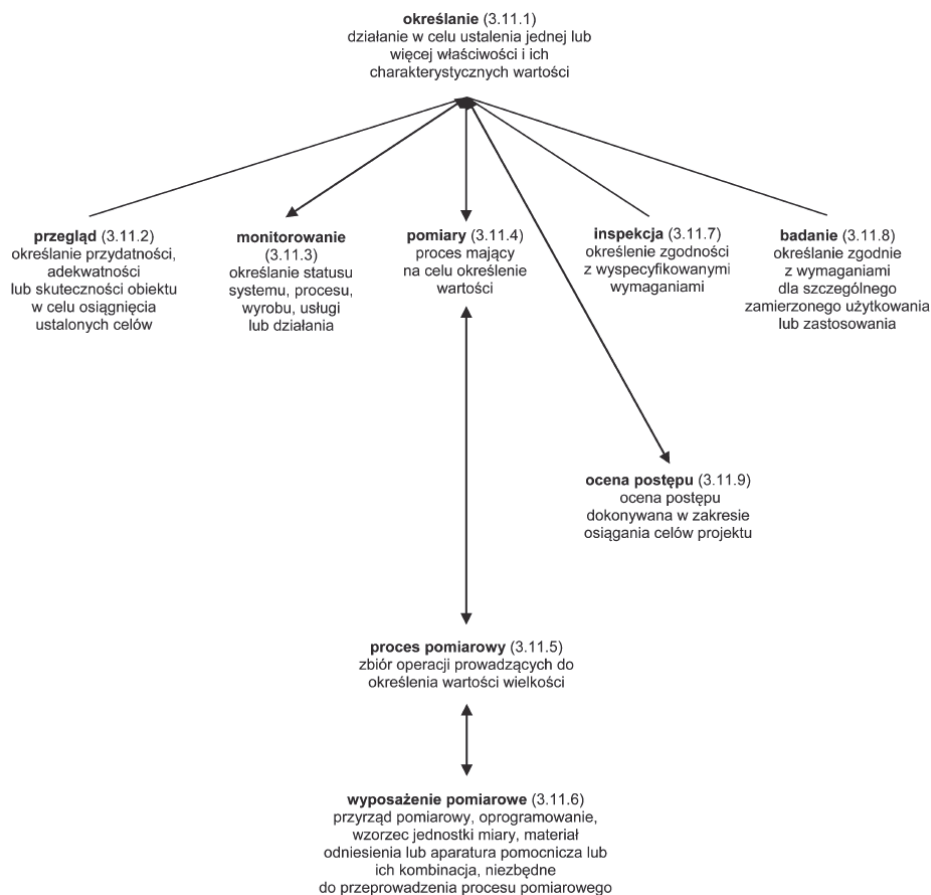 określanie (3.11.1)
działanie w celu ustalenia jednej lub
więcej właściwości i ich
charakterystycznych wartości
przegląd (3.11.2)
określanie przydatności,
adekwatności
lub skuteczności obiektu
w celu osiągnięcia
ustalonych celów
monitorowanie
(3.11.3)
określanie statusu
systemu, procesu,
wyrobu, usługi
lub działania
pomiary (3.11.4)
proces mający
na celu określenie
wartości
inspekcja (3.11.7)
określenie zgodności
z wyspecyfikowanymi
wymaganiami
badanie (3.11.8)
określenie zgodnie
z wymaganiami
dla szczególnego
zamierzonego użytkowania
lub zastosowania
ocena postępu (3.11.9)
ocena postępu
dokonywana w zakresie
osiągania celów projektu
proces pomiarowy (3.11.5)
zbiór operacji prowadzących do
określenia wartości wielkości
wyposażenie pomiarowe (3.11.6)
przyrząd pomiarowy, oprogramowanie,
wzorzec jednostki miary, materiał
odniesienia lub aparatura pomocnicza lub
ich kombinacja, niezbędne
do przeprowadzenia procesu pomiarowego